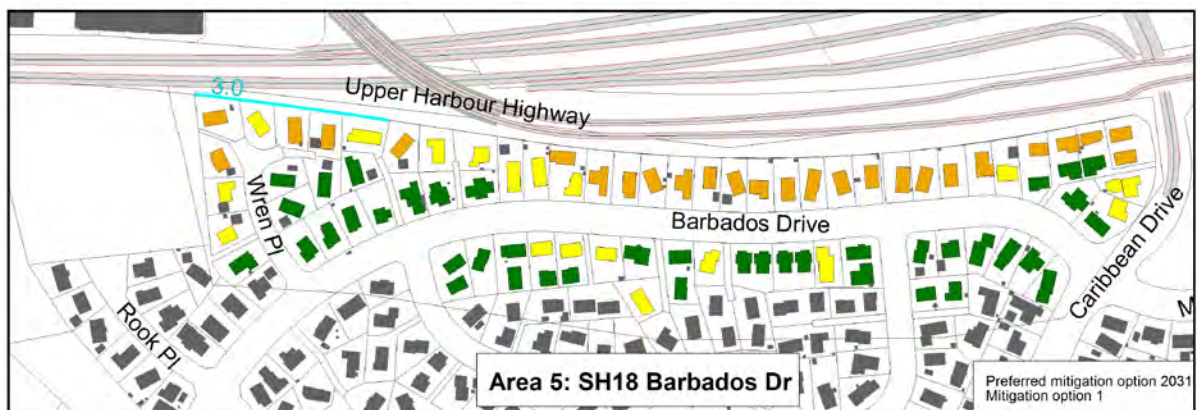 3.0
Upper Harbour Highway
Wren Pl
Barbados Drive
Caribbean Drive
Rook Pl
M
Area 5: SH18 Barbados Dr
Preferred mitigation option 2031
Mitigation option 1